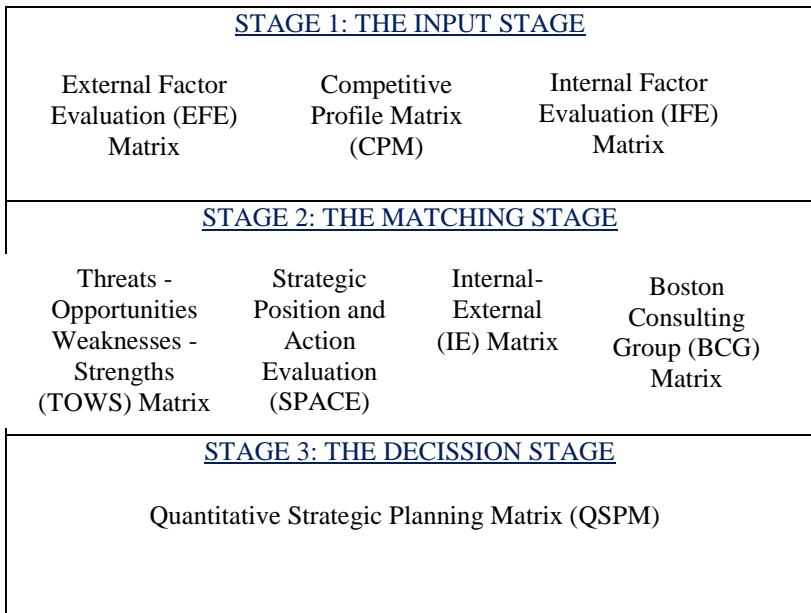 STAGE 1: THE INPUT STAGE
External Factor
Evaluation (EFE)
Matrix
Competitive
Profile Matrix
(CPM)
Internal Factor
Evaluation (IFE)
Matrix
STAGE 2: THE MATCHING STAGE
Threats -
Opportunities
Weaknesses -
Strengths
(TOWS) Matrix
Strategic
Position and
Action
Evaluation
(SPACE)
Internal-
External
(IE) Matrix
Boston
Consulting
Group (BCG)
Matrix
STAGE 3: THE DECISSION STAGE
Quantitative Strategic Planning Matrix (QSPM)